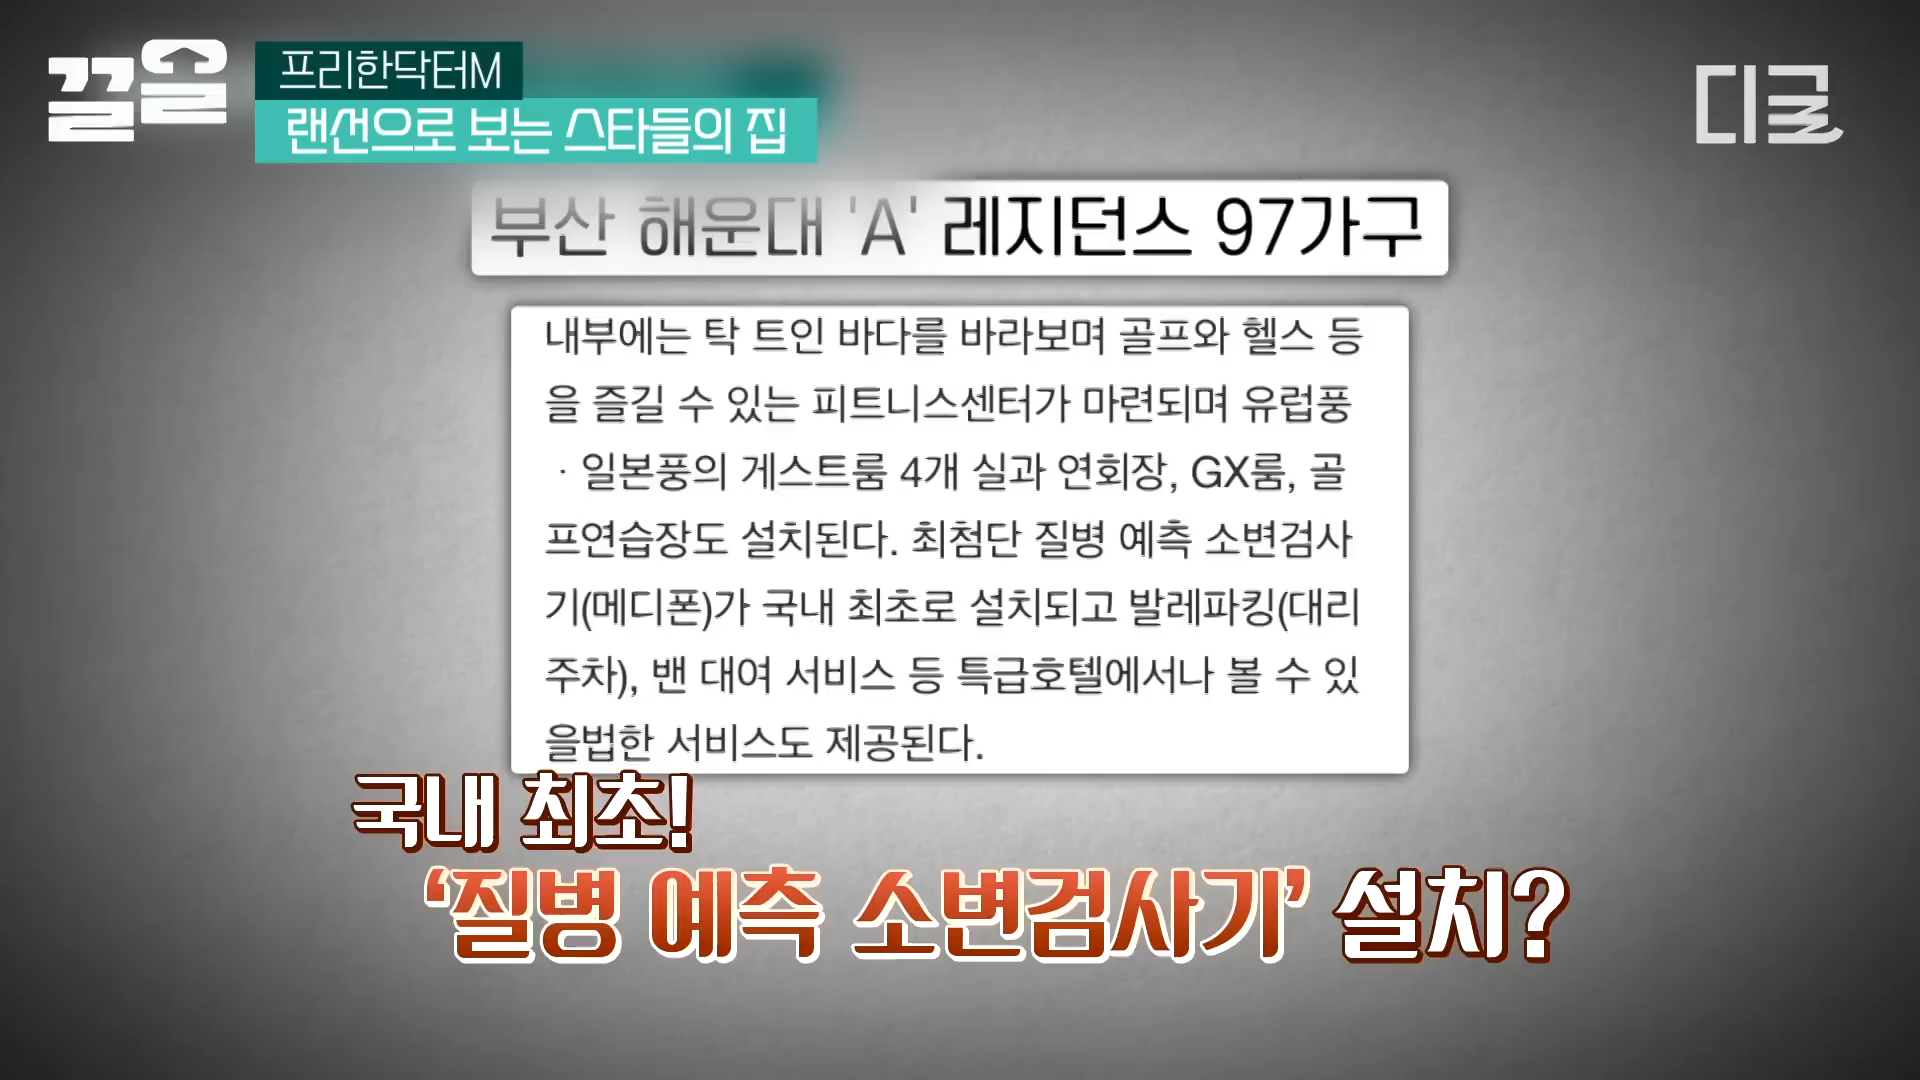 끌올
프리한닥터M
랜선으로 보는 스타들의 집
디글
부산 해운대 'A' 레지던스 97가구
내부에는 탁 트인 바다를 바라보며 골프와 헬스 등
을 즐길 수 있는 피트니스센터가 마련되며 유럽풍
· 일본풍의 게스트룸 4개 실과 연회장, GX룸, 골
프연습장도 설치된다. 최첨단 질병 예측 소변검사
기(메디폰)가 국내 최초로 설치되고 발레파킹(대리
주차), 밴 대여 서비스 등 특급호텔에서나 볼 수 있
을법한 서비스도 제공된다.
국내 최초!
‘질병 예측 소변검사기’ 설치?